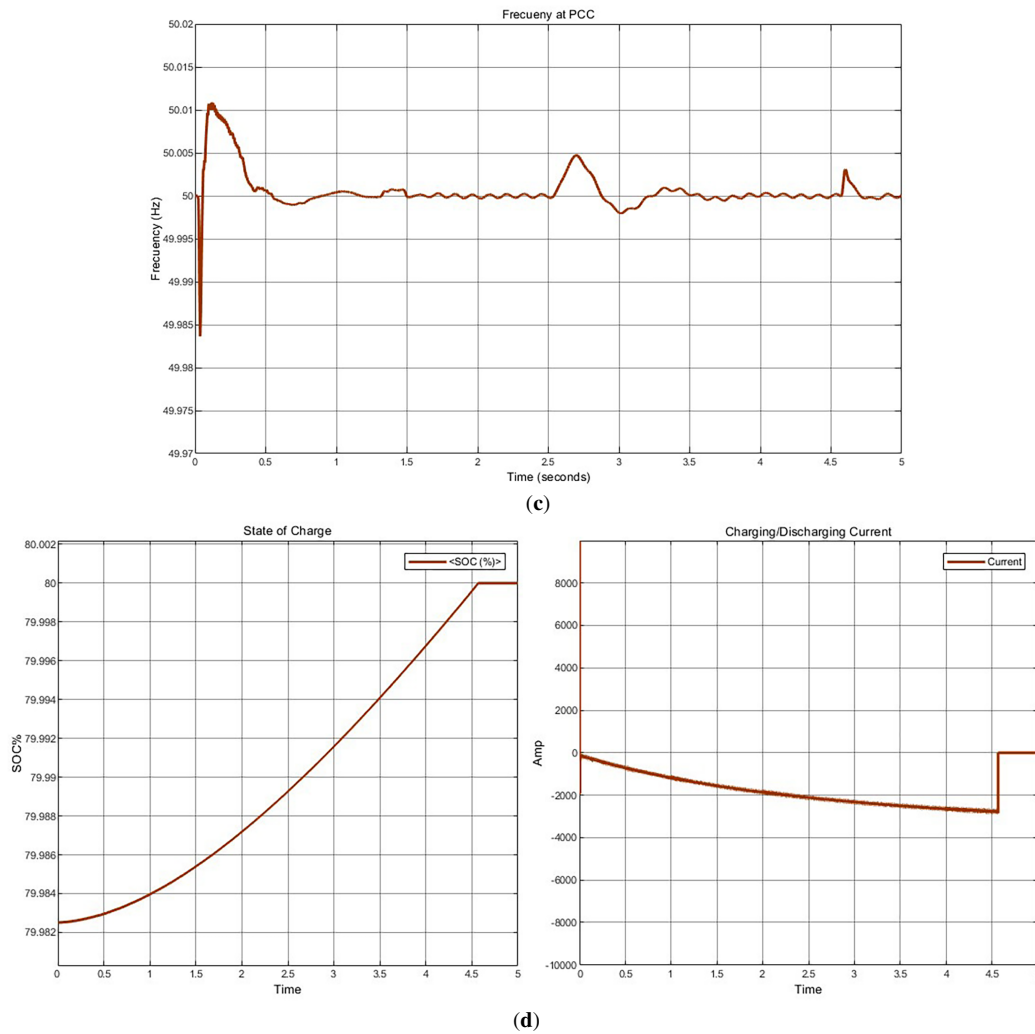 Frecueny at PCC
50.02
50.015
50.01
50.005
50
49.995
49.99
49.985
49.98
49.975
49.97
Frecuency (Hz)
0 0.5 1 1.5 2 2.5 3 3.5 4 4.5 5
Time (seconds)
(c)
State of Charge
<SOC (%)>
80.002
80
79.998
79.996
79.994
79.992
79.99
79.988
79.986
79.984
79.982
SOC%
0 0.5 1 1.5 2 2.5 3 3.5 4 4.5 5
Time
Charging/Discharging Current
Current
8000
6000
4000
2000
0
-2000
-4000
-6000
-8000
-10000
Amp
0 0.5 1 1.5 2 2.5 3 3.5 4 4.5
Time
(d)